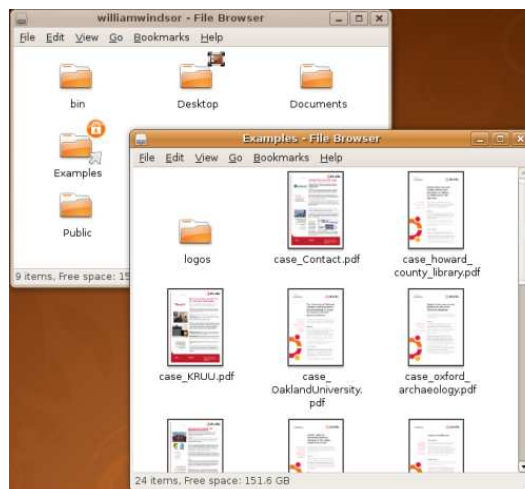 williamwindsor - File Browser
File Edit View Go Bookmarks Help
bin
Desktop
Documents
Examples
Public
9 items, Free space: 15
Examples - File Browser
File Edit View Go Bookmarks Help
logos
case_Contact.pdf
case_howard_
county_library.pdf
case_KRUU.pdf
case_
OaklandUniversity.
pdf
case_oxford_
archaeology.pdf
24 items, Free space: 151.6 GB